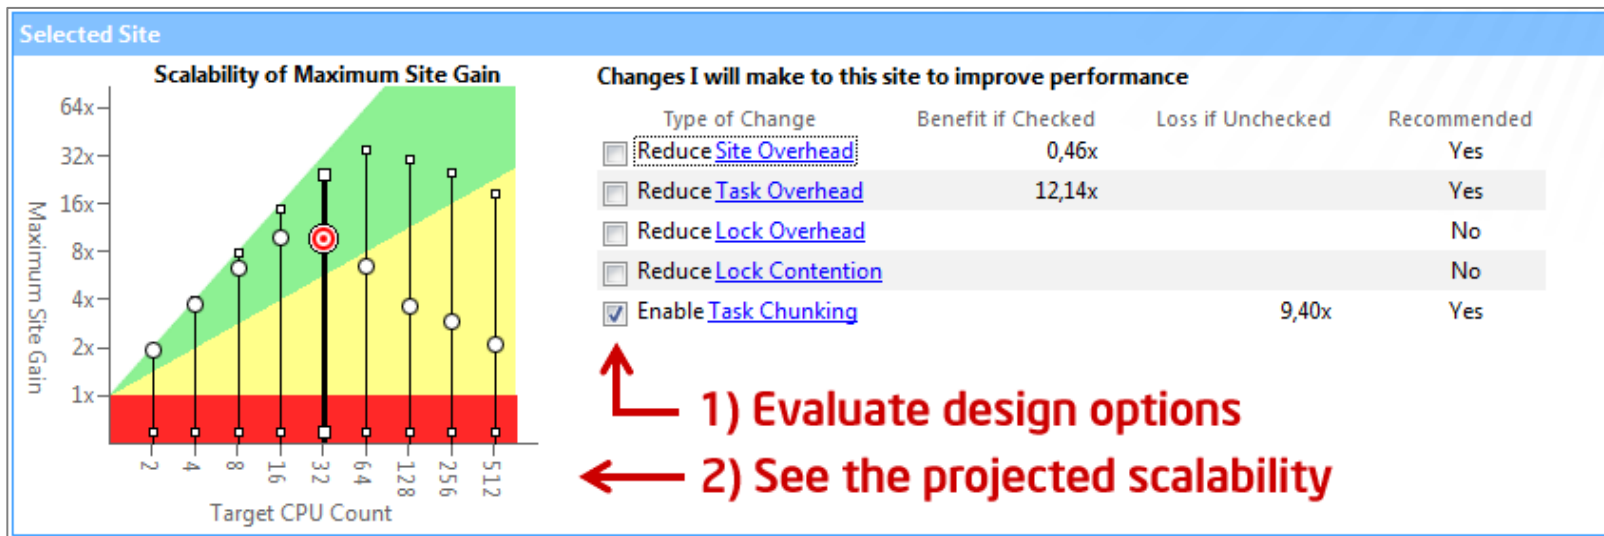 Selected Site
Scalability of Maximum Site Gain
Maximum Site Gain
64x
32x
16x
8x
4x
2x
1x
2 4 8 16 32 64 128 256 512
Target CPU Count
Changes I will make to this site to improve performance
Type of Change Benefit if Checked Loss if Unchecked Recommended
Reduce Site Overhead 0,46x Yes
Reduce Task Overhead 12,14x Yes
Reduce Lock Overhead No
Reduce Lock Contention No
Enable Task Chunking 9,40x Yes
1) Evaluate design options
2) See the projected scalability